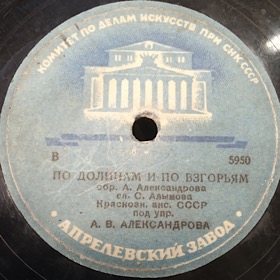 КОМИТЕТ ПО ДЕЛАМ ИСКУССТВ ПРИ СНК СССР
В 5950
ПО ДОЛИНАМ И ПО ВЗГОРЬЯМ
обр. А. Александрова
сл. С. Алымова
Краснозн. анс. СССР
под упр.
А. В. АЛЕКСАНДРОВА
АПРЕЛЕВСКИЙ ЗАВОД